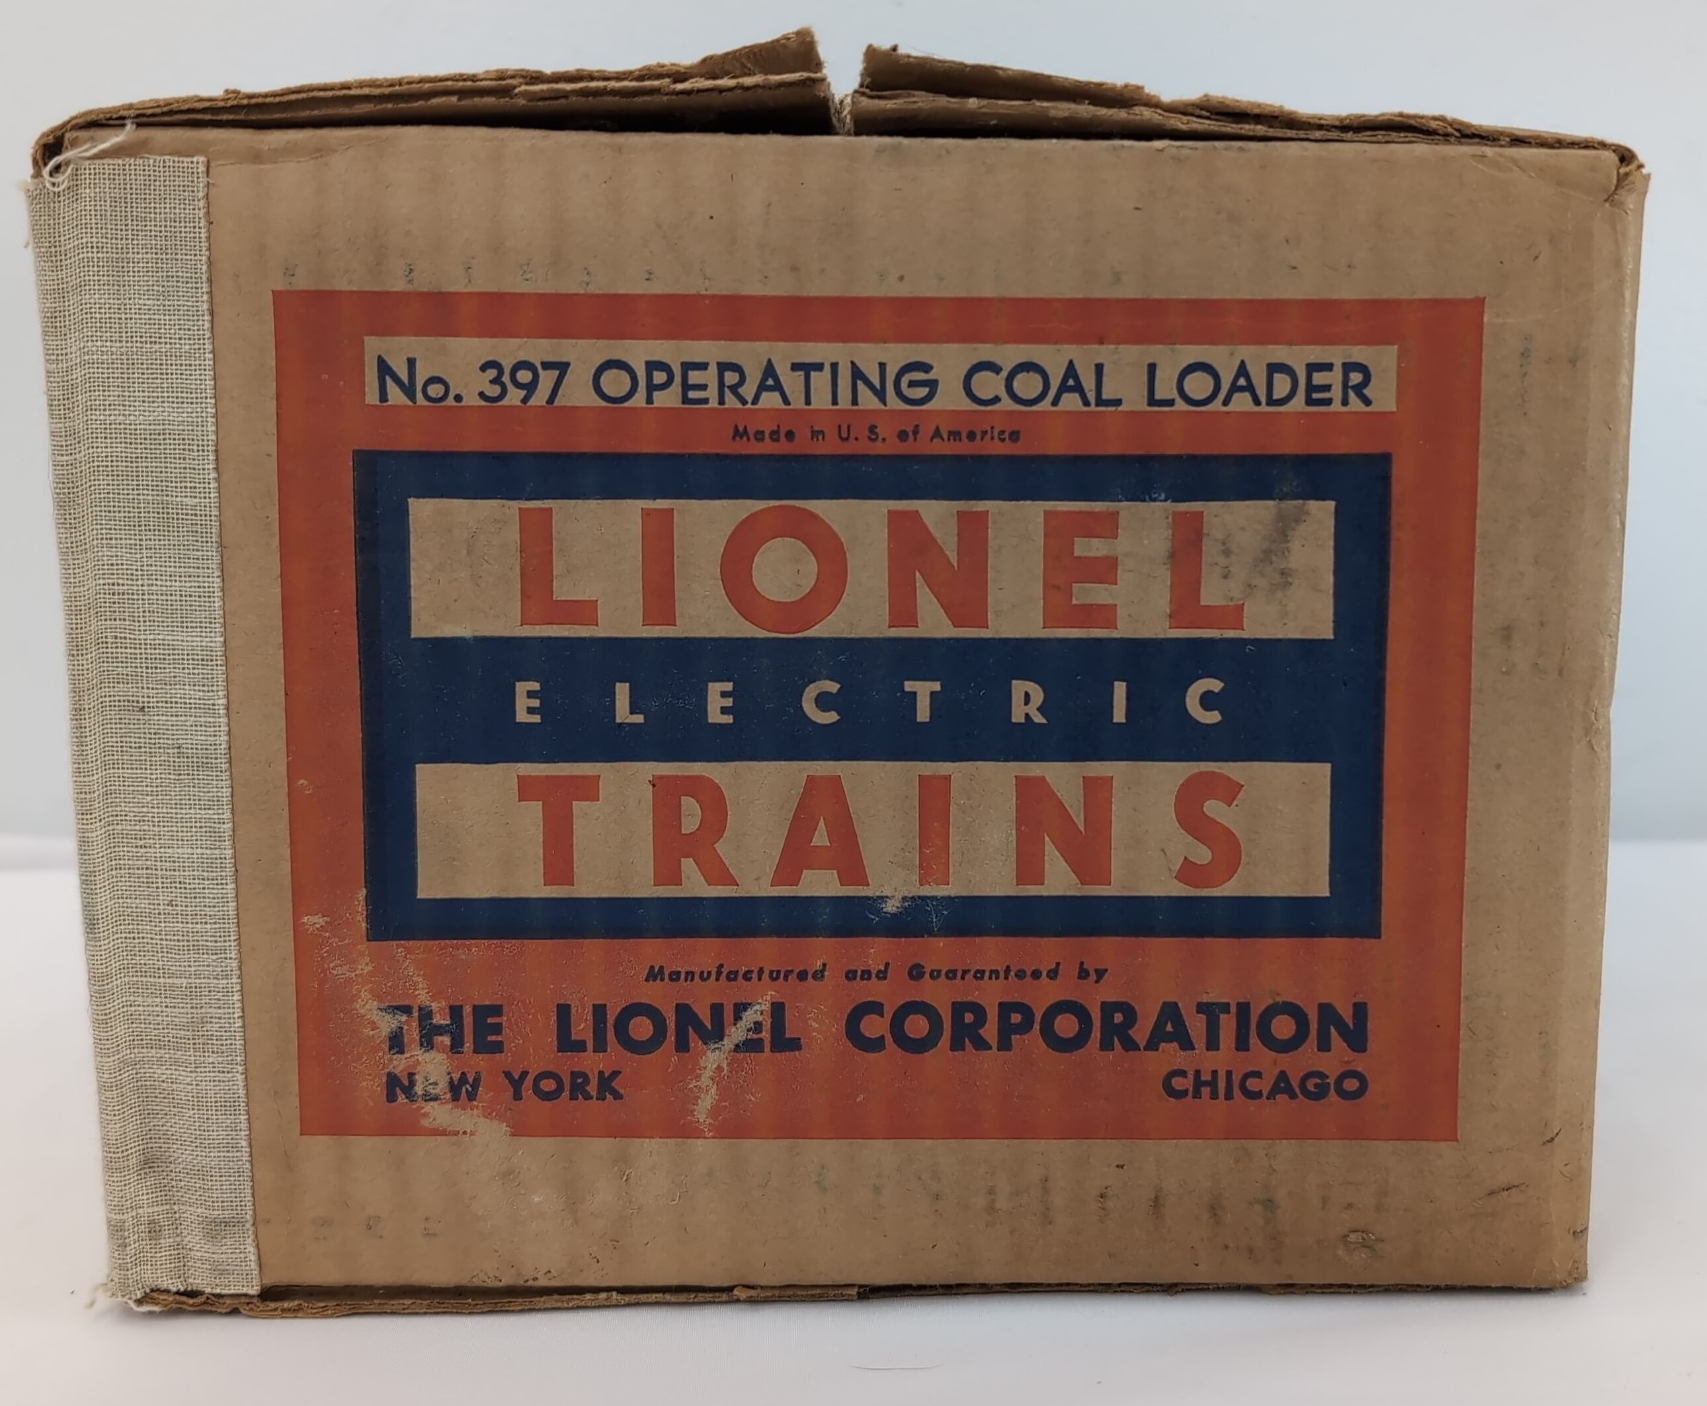 No. 397 OPERATING COAL LOADER
Made in U. S. of America
LIONEL
ELECTRIC
TRAINS
Manufactured and Guaranteed by
THE LIONEL CORPORATION
NEW YORK CHICAGO